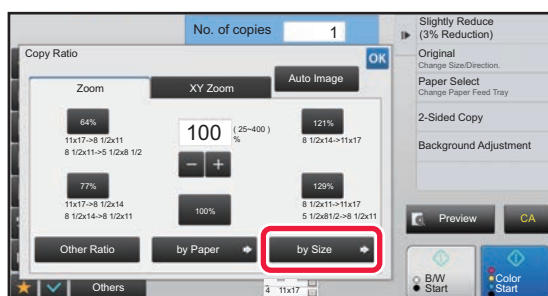 No. of copies
1
Slightly Reduce
(3% Reduction)
Original
Change Size/Direction.
Paper Select
Change Paper Feed Tray
2-Sided Copy
Background Adjustment
Preview
CA
B/W
Start
Color
Start
Copy Ratio
OK
Zoom
XY Zoom
Auto Image
64%
11x17->8 1/2x11
8 1/2x11->5 1/2x8 1/2
100
(25~400)
%
121%
8 1/2x14->11x17
77%
11x17->8 1/2x14
8 1/2x14->8 1/2x11
100%
129%
8 1/2x11->11x17
5 1/2x81/2->8 1/2x11
Other Ratio
by Paper
by Size
Others
4 11x17